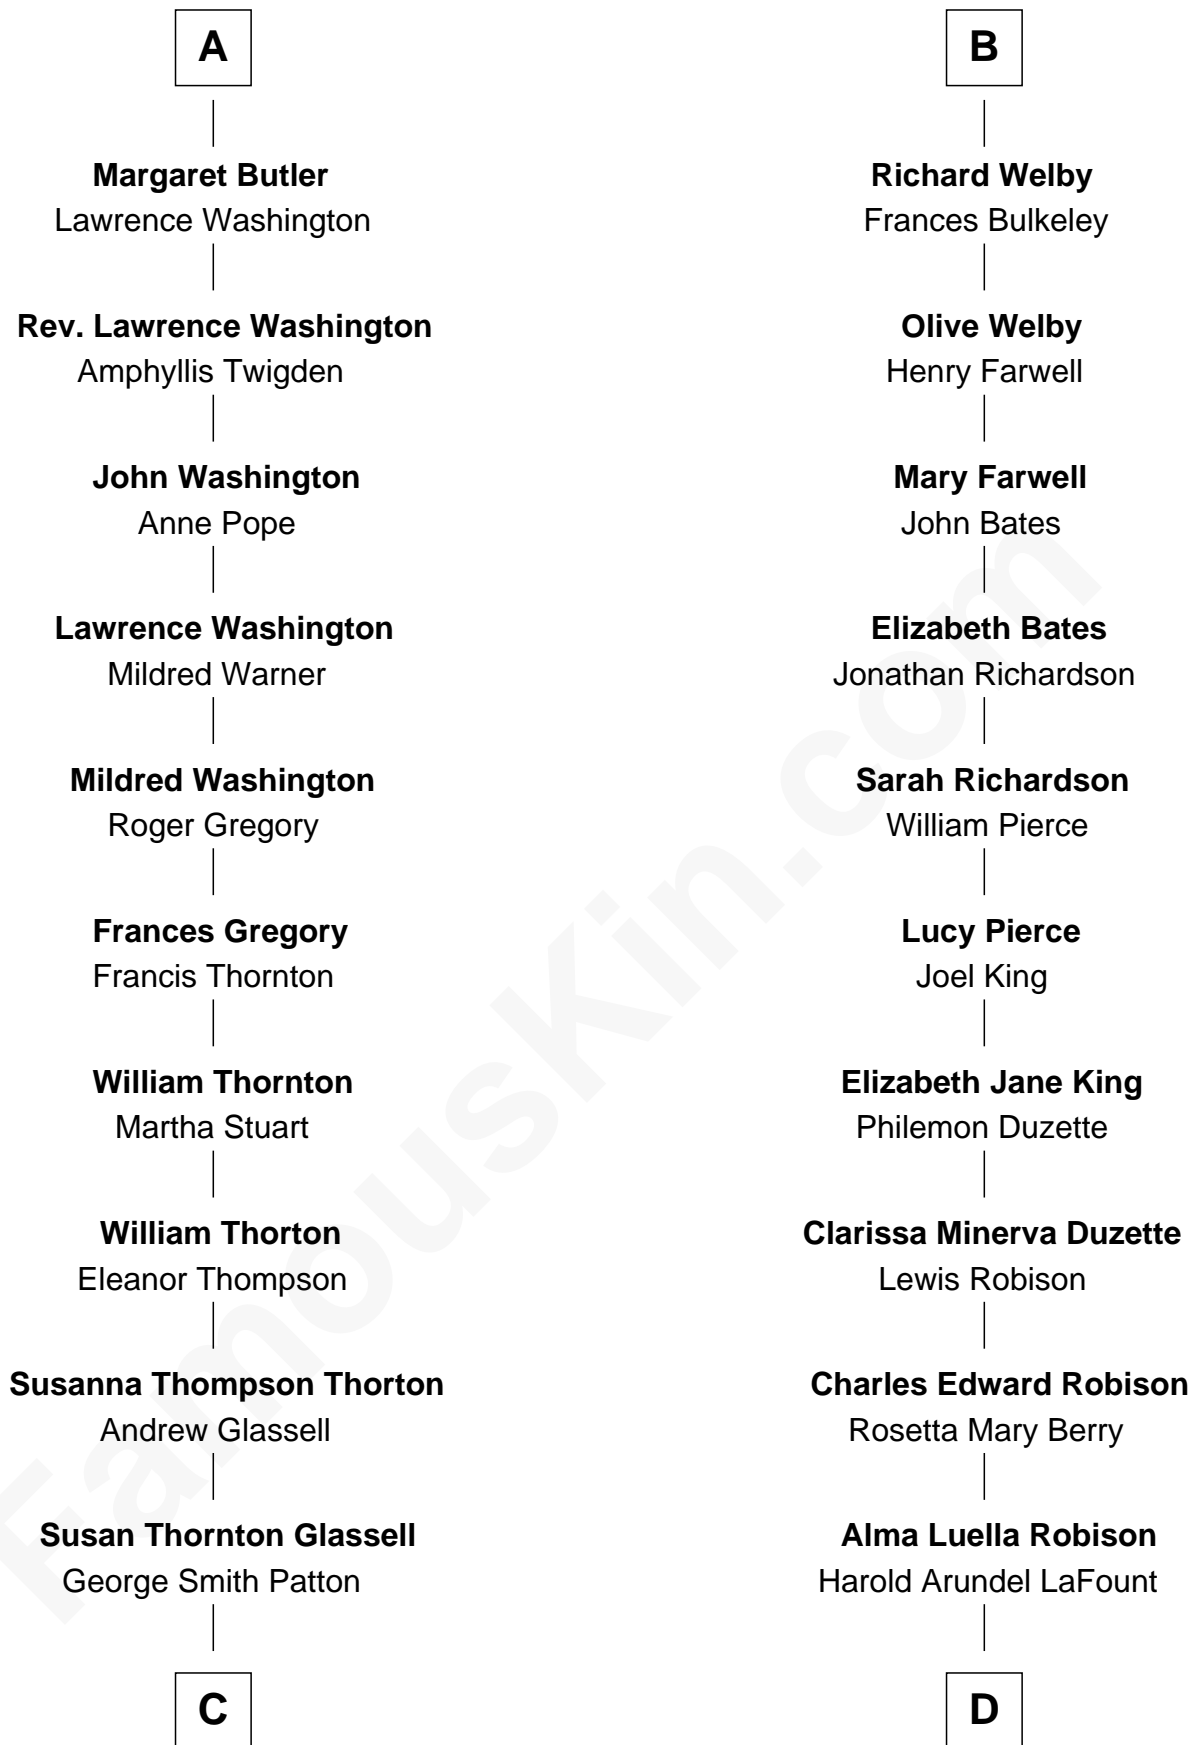 A
Margaret Butler
Lawrence Washington
Rev. Lawrence Washington
Amphyllis Twigden
John Washington
Anne Pope
Lawrence Washington
Mildred Warner
Mildred Washington
Roger Gregory
Frances Gregory
Francis Thornton
William Thornton
Martha Stuart
William Thorton
Eleanor Thompson
Susanna Thompson Thorton
Andrew Glassell
Susan Thornton Glassell
George Smith Patton
C
B
Richard Welby
Frances Bulkeley
Olive Welby
Henry Farwell
Mary Farwell
John Bates
Elizabeth Bates
Jonathan Richardson
Sarah Richardson
William Pierce
Lucy Pierce
Joel King
Elizabeth Jane King
Philemon Duzette
Clarissa Minerva Duzette
Lewis Robison
Charles Edward Robison
Rosetta Mary Berry
Alma Luella Robison
Harold Arundel LaFount
D
FamousKin.com